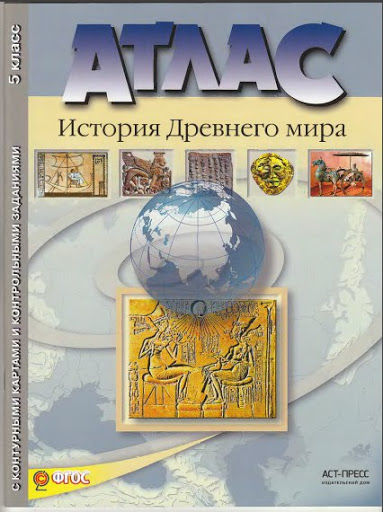 АТЛАС
История Древнего мира
5 класс
С КОНТУРНЫМИ КАРТАМИ И КОНТРОЛЬНЫМИ ЗАДАНИЯМИ
ФГОС
АСТ-ПРЕСС
ИЗДАТЕЛЬСКИЙ ДОМ